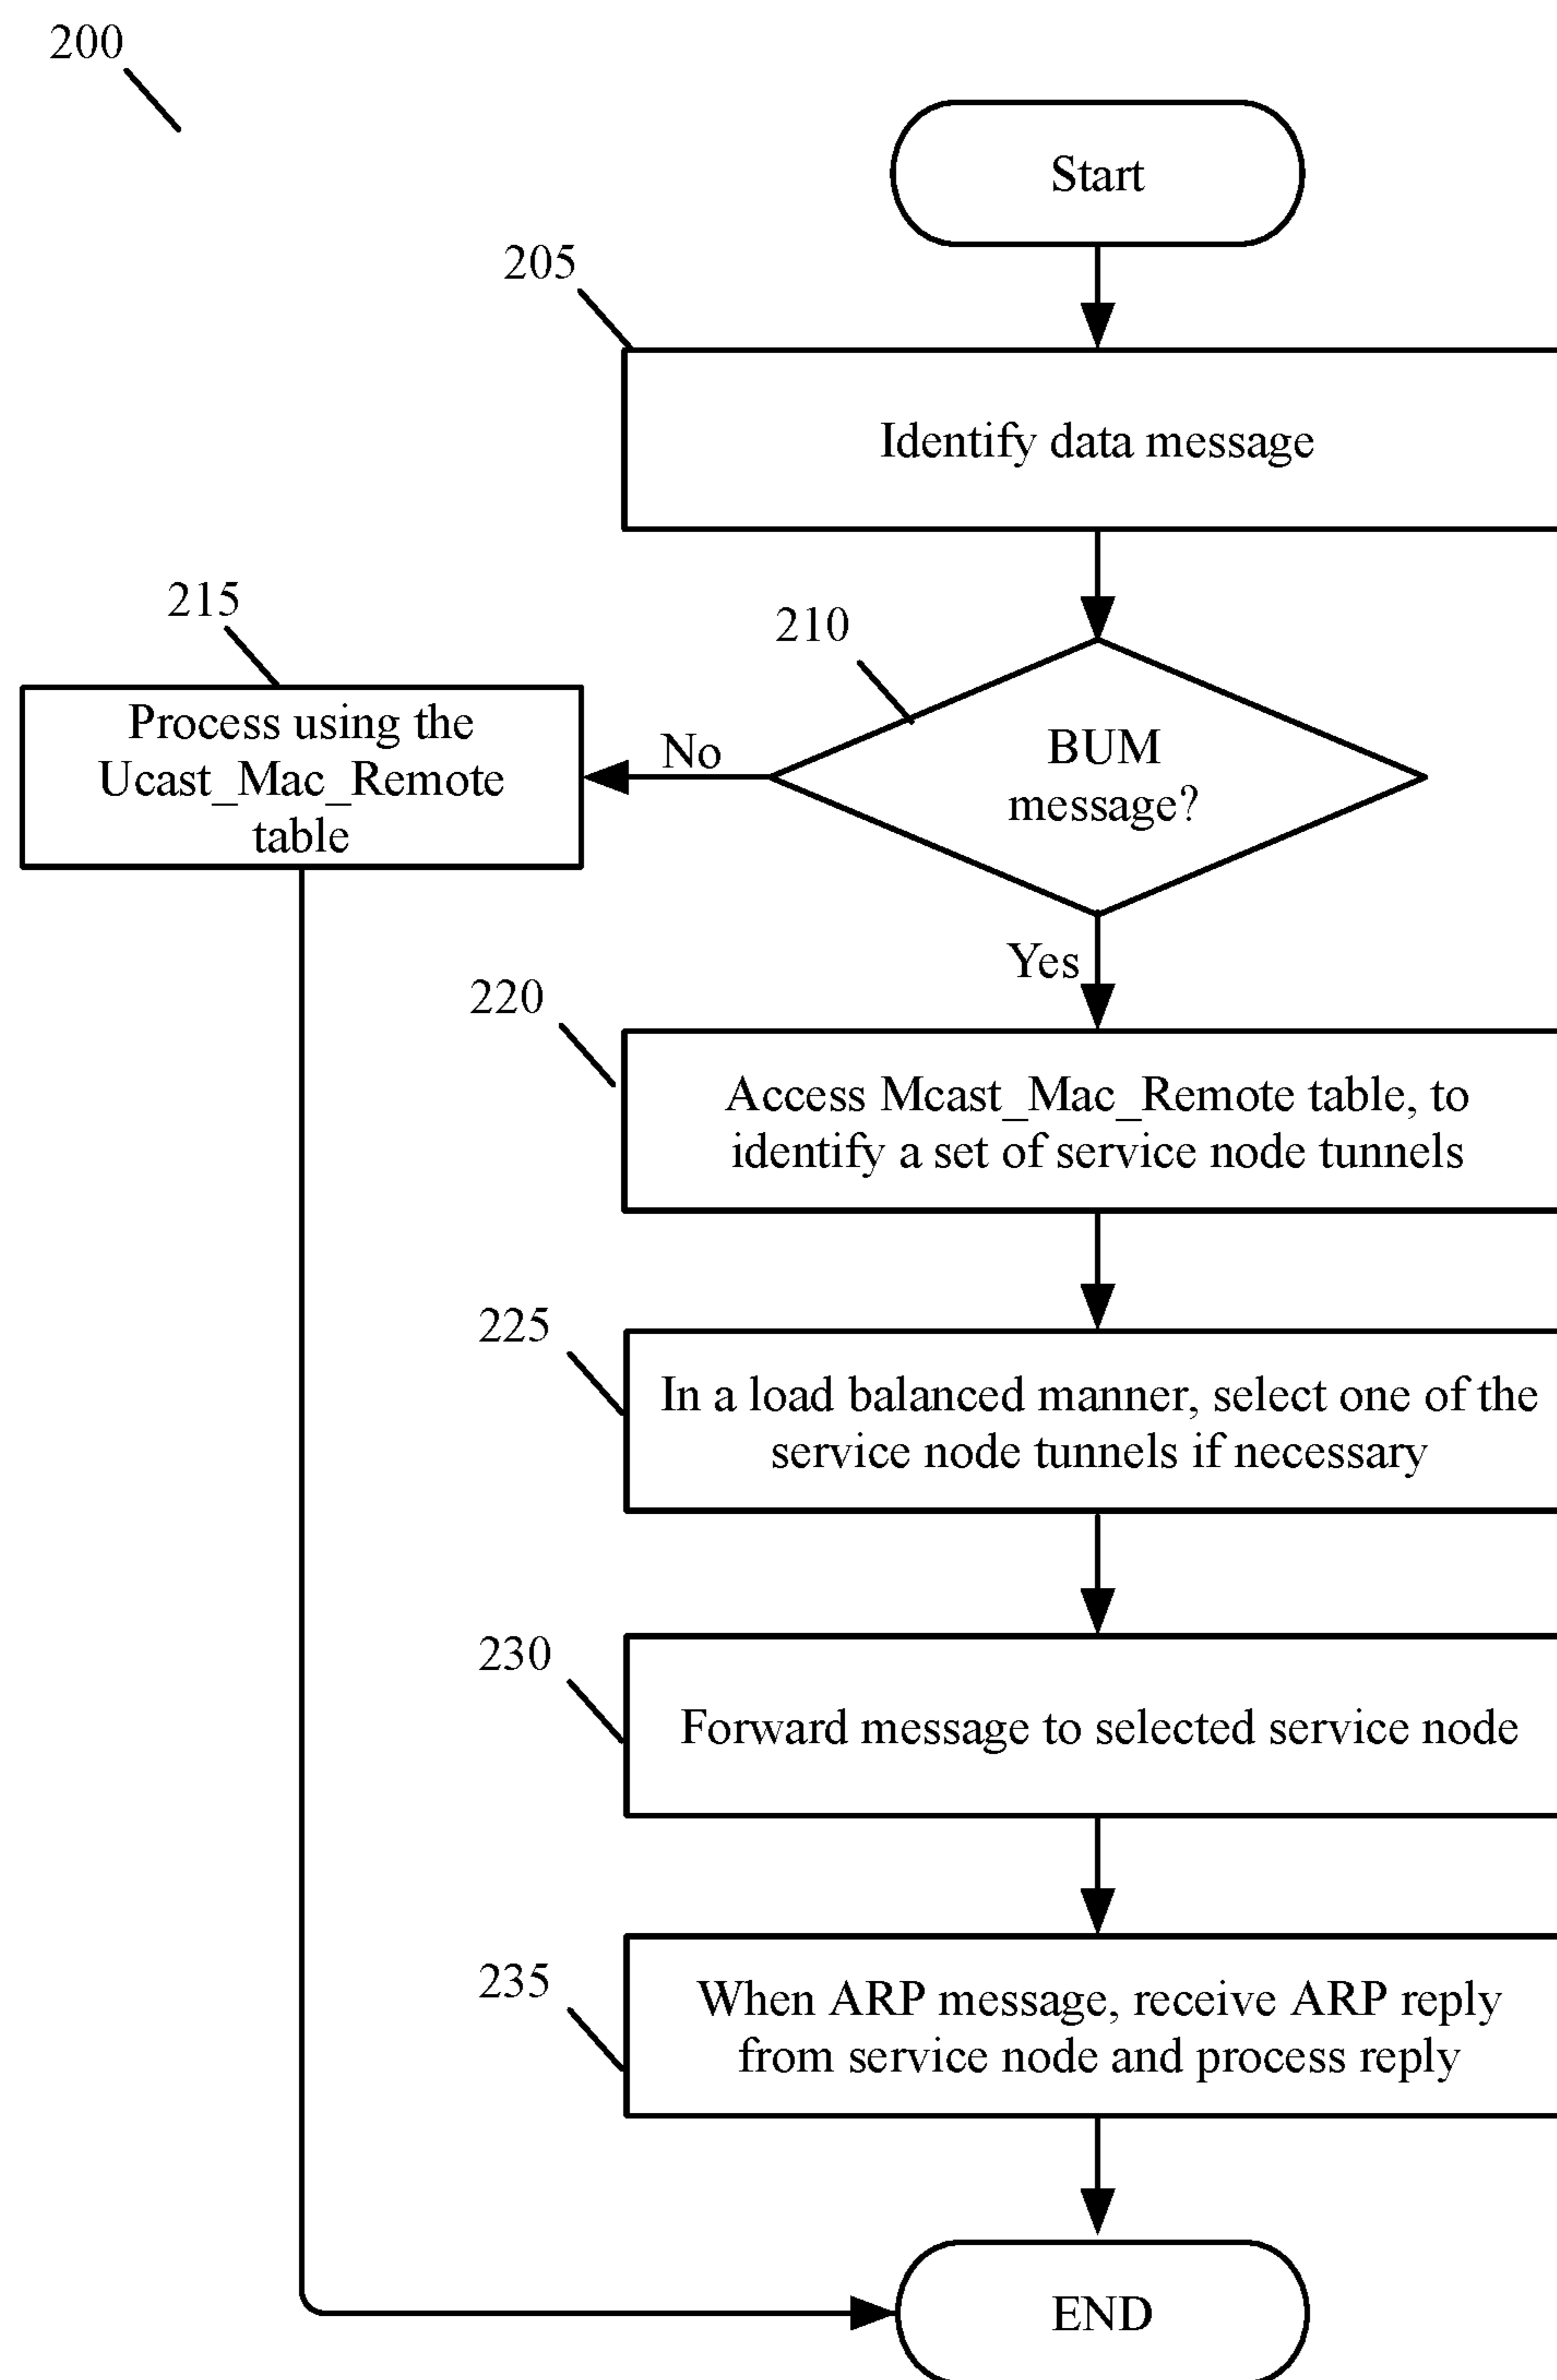 200
Start
205
Identify data message
215
210
Process using the
Ucast_Mac_Remote
table
No
BUM
message?
Yes
220
Access Mcast_Mac_Remote table, to
identify a set of service node tunnels
225
In a load balanced manner, select one of the
service node tunnels if necessary
230
Forward message to selected service node
235
When ARP message, receive ARP reply
from service node and process reply
END